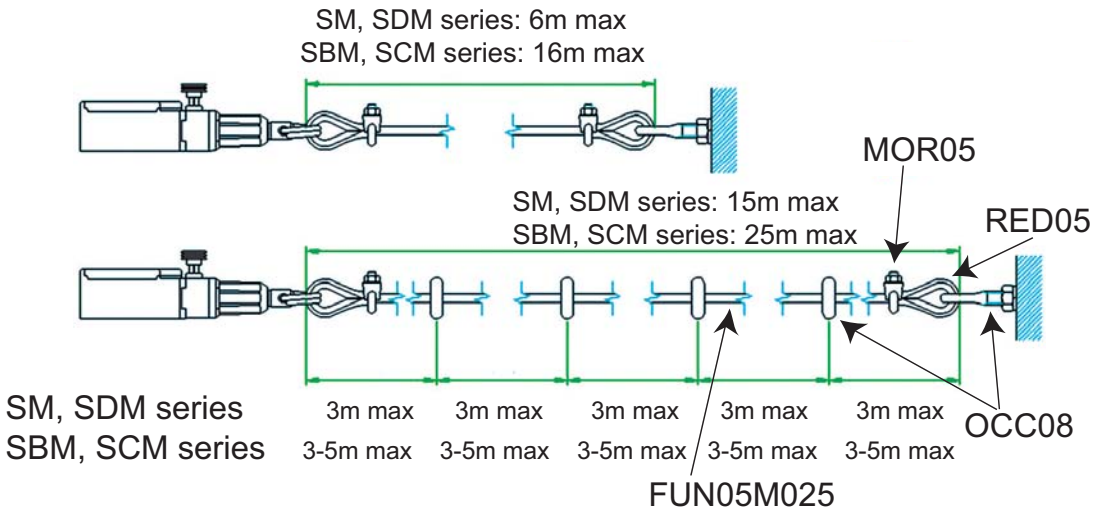 SM, SDM series: 6m max
SBM, SCM series: 16m max
MOR05
SM, SDM series: 15m max
SBM, SCM series: 25m max
RED05
SM, SDM series 3m max 3m max 3m max 3m max 3m max
OCC08
SBM, SCM series 3-5m max 3-5m max 3-5m max 3-5m max 3-5m max
FUN05M025